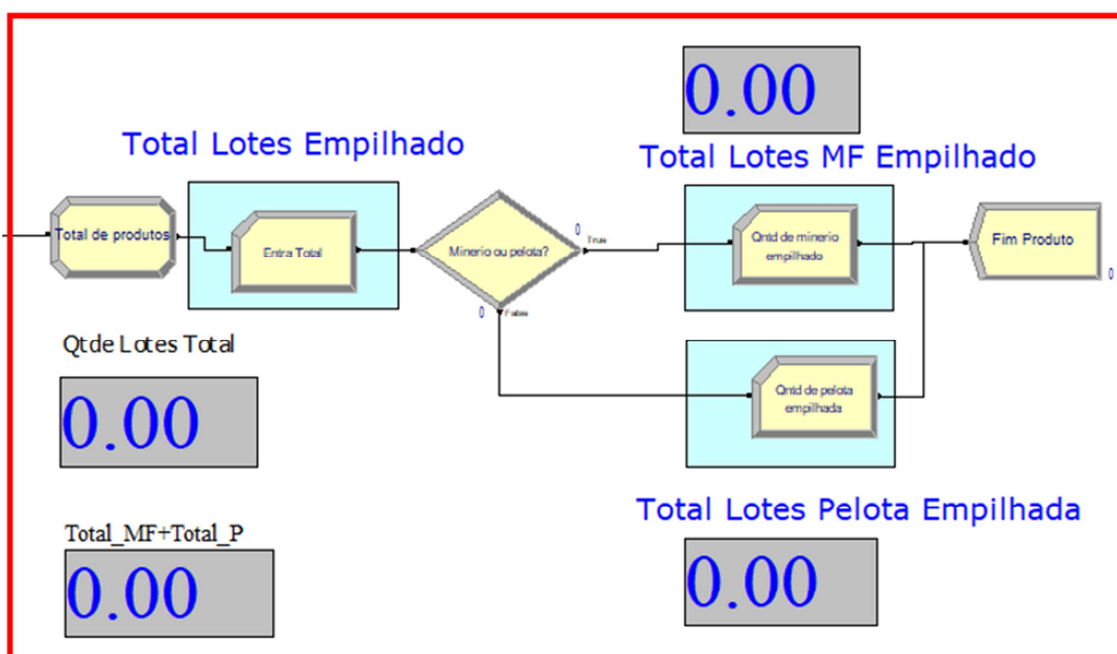 0.00
Total Lotes Empilhado
Total Lotes MF Empilhado
Total de produtos
Entra Total
Minerio ou pelota?
0
True
0
False
Qntd de minerio
empilhado
Fim Produto
0
Qtde Lotes Total
0.00
Qntd de pelota
empilhada
Total Lotes Pelota Empilhada
Total_MF+Total_P
0.00
0.00